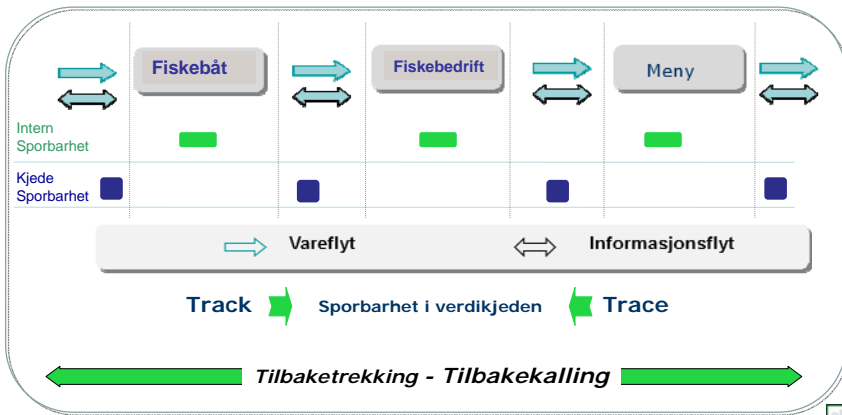 Fiskebåt
Fiskebedrift
Meny
Intern
Sporbarhet
Kjede
Sporbarhet
Vareflyt
Informasjonsflyt
Track
Sporbarhet i verdikjeden
Trace
Tilbaketrekking - Tilbakekalling